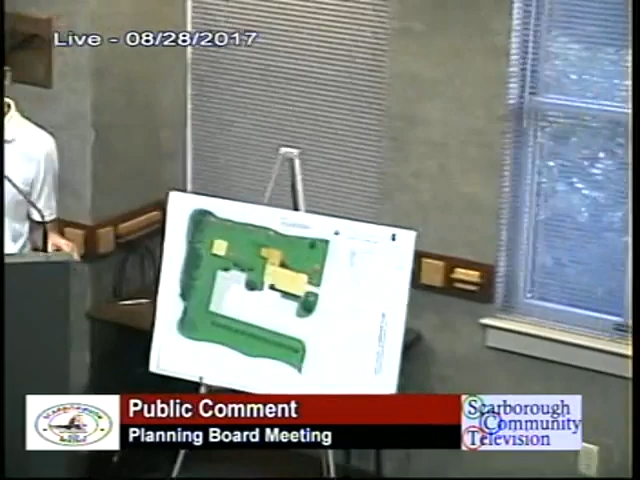 Live - 08/28/2017
Public Comment
Planning Board Meeting
Scarborough
Community
Television